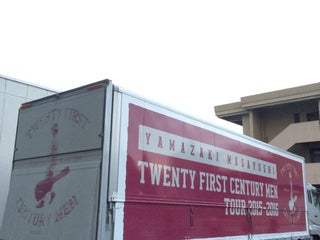 TWENTY FIRST
CENTURY MEN
YAMAZAKI MASAYOSHI
TWENTY FIRST CENTURY MEN
TOUR 2015-2016